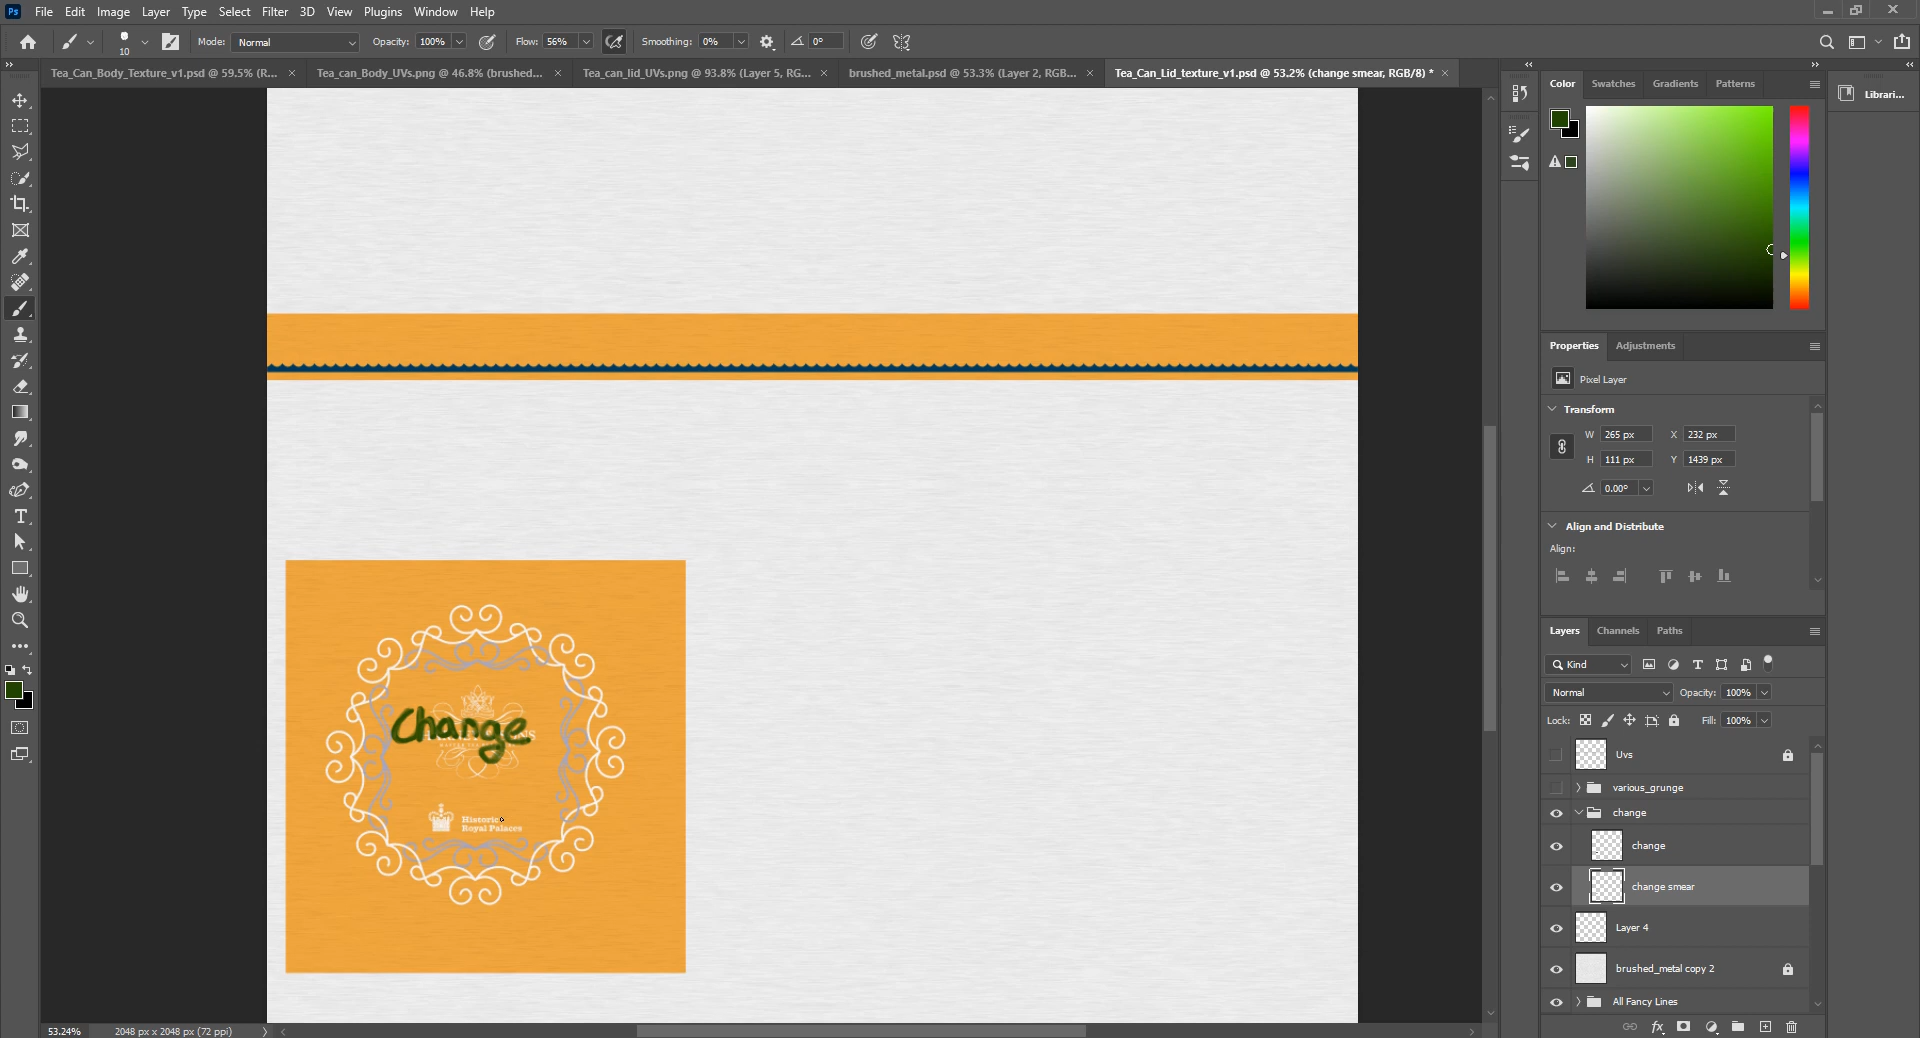 Ps File Edit Image Layer Type Select Filter 3D View Plugins Window Help
10 Mode: Normal Opacity: 100% Flow: 56% Smoothing: 0% 0°
Tea_Can_Body_Texture_v1.psd @ 59.5% (R... × Tea_can_Body_UVs.png @ 46.8% (brushed... × Tea_can_lid_UVs.png @ 93.8% (Layer 5, RG... × brushed_metal.psd @ 53.3% (Layer 2, RGB... × Tea_Can_Lid_texture_v1.psd @ 53.2% (change smear, RGB/8) * ×
Color Swatches Gradients Patterns
Librari...
Properties Adjustments
Pixel Layer
Transform
W 265 px X 232 px
H 111 px Y 1439 px
0.00°
Align and Distribute
Align:
Layers Channels Paths
Kind
Normal Opacity: 100%
Lock: Fill: 100%
Uvs
various_grunge
change
change
change smear
Layer 4
brushed_metal copy 2
All Fancy Lines
fx
Change
Historic
Royal Palaces
53.24% 2048 px x 2048 px (72 ppi)